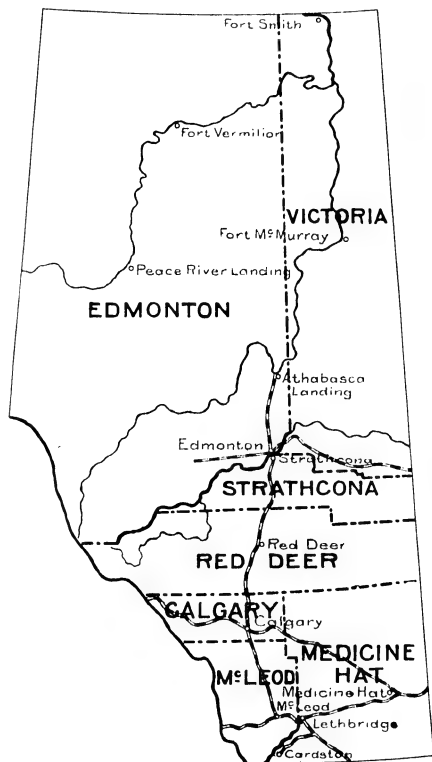 Fort Smith
Fort Vermilion
VICTORIA
Fort McMurray
Peace River Landing
EDMONTON
Athabasca
Landing
Edmonton
Strathcona
STRATHCONA
Red Deer
RED DEER
CALGARY
Calgary
MEDICINE
HAT
McLEOD
Medicine Hat
McLeod
Lethbridge
Cardston